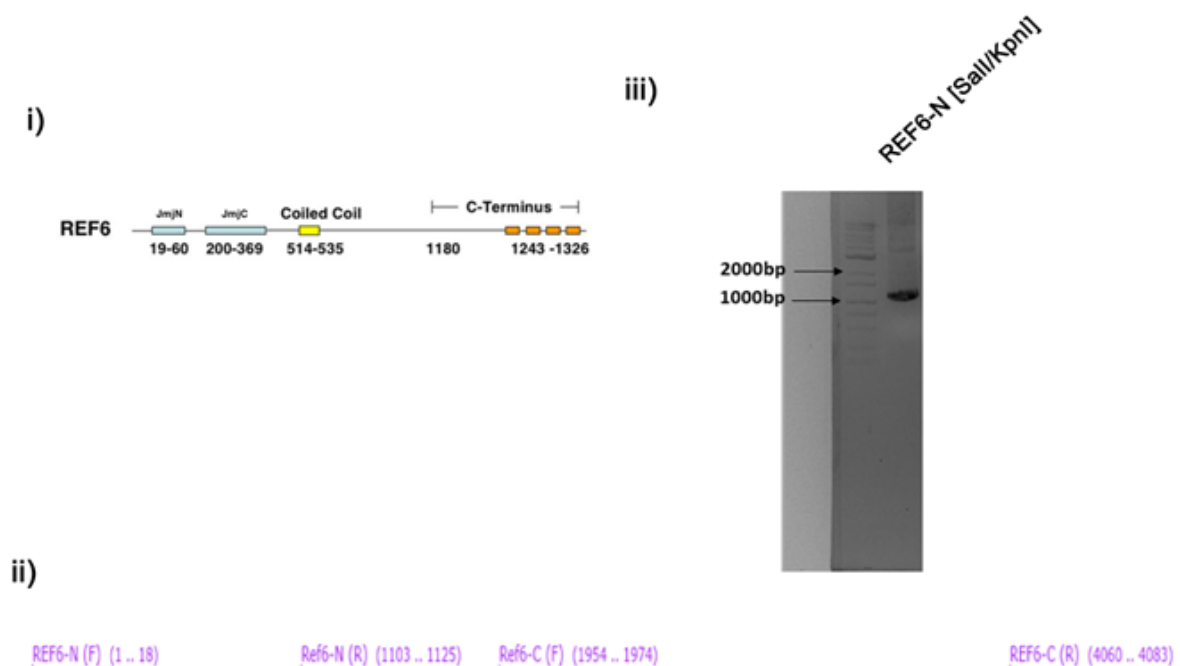 i)
JmjN JmjC Coiled Coil C-Terminus
REF6
19-60 200-369 514-535 1180 1243 -1326
iii)
REF6-N [SalI/KpnI]
2000bp
1000bp
ii)
REF6-N (F) (1 .. 18) Ref6-N (R) (1103 .. 1125) Ref6-C (F) (1954 .. 1974) REF6-C (R) (4060 .. 4083)